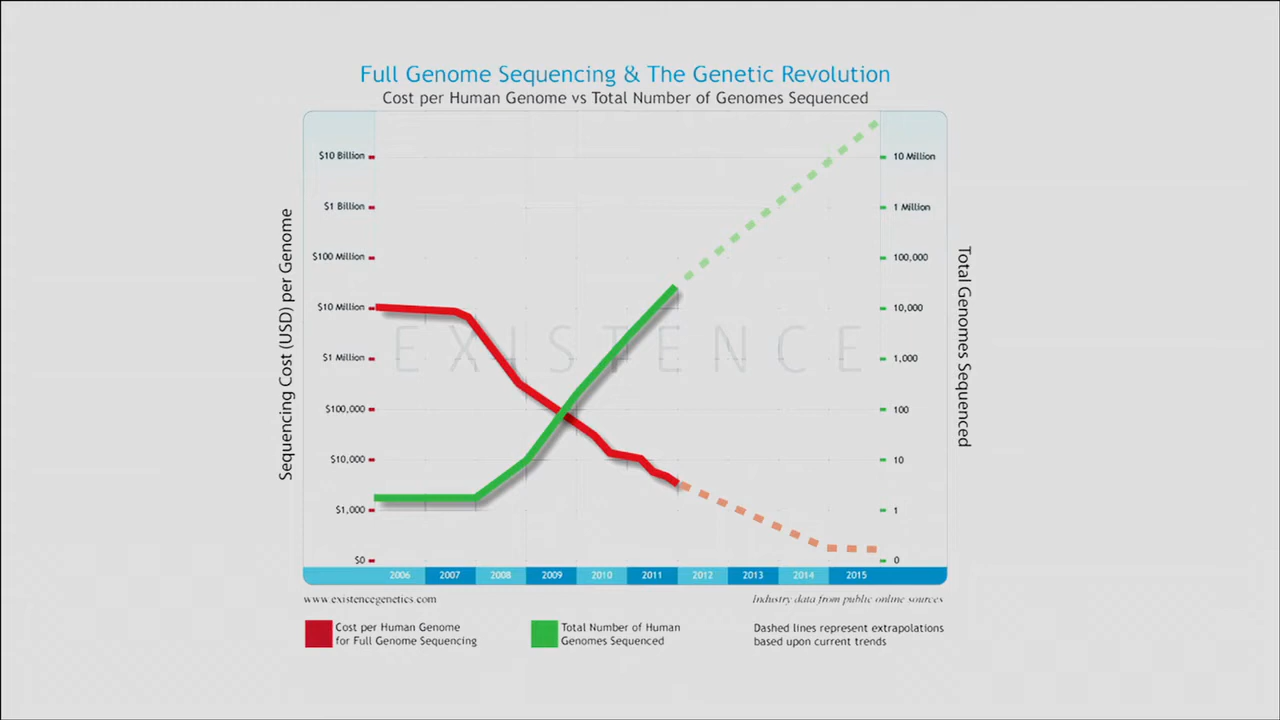 Full Genome Sequencing & The Genetic Revolution
Cost per Human Genome vs Total Number of Genomes Sequenced
Sequencing Cost (USD) per Genome
$10 Billion
$1 Billion
$100 Million
$10 Million
$1 Million
$100,000
$10,000
$1,000
$0
EXISTENCE
10 Million
1 Million
100,000
10,000
1,000
100
10
1
0
Total Genomes Sequenced
2006 2007 2008 2009 2010 2011 2012 2013 2014 2015
www.existencegenetics.com
Industry data from public online sources
Cost per Human Genome
for Full Genome Sequencing
Total Number of Human
Genomes Sequenced
Dashed lines represent extrapolations
based upon current trends